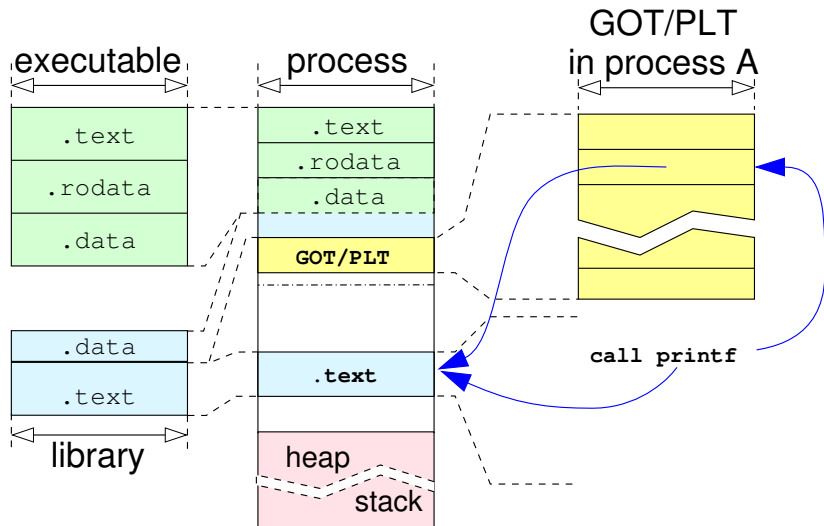 executable
process
GOT/PLT
in process A
.text
.rodata
.data
.text
.rodata
.data
GOT/PLT
.data
.text
library
.text
call printf
heap
stack